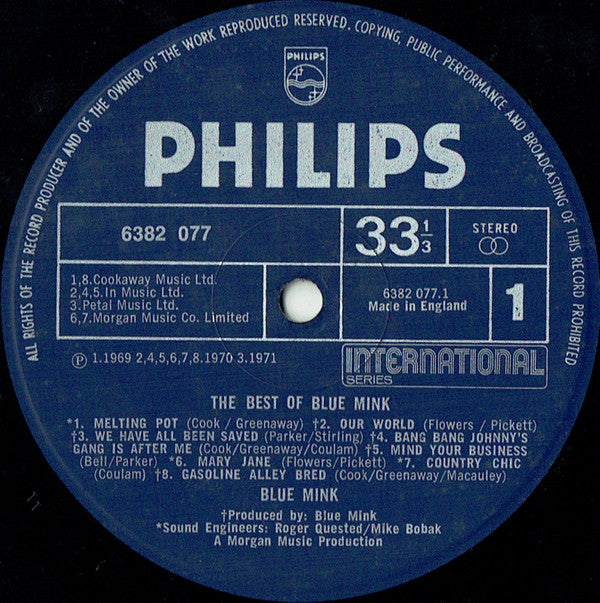 ALL RIGHTS OF THE RECORD PRODUCER AND OF THE OWNER OF THE WORK REPRODUCED RESERVED. COPYING, PUBLIC PERFORMANCE AND BROADCASTING OF THIS RECORD PROHIBITED
PHILIPS
PHILIPS
6382 077
33 1/3
STEREO
1,8.Cookaway Music Ltd.
2,4,5.In Music Ltd.
3.Petal Music Ltd.
6,7.Morgan Music Co. Limited
6382 077.1
Made in England
1
Ⓟ 1.1969 2,4,5,6,7,8.1970 3.1971
INTERNATIONAL
SERIES
THE BEST OF BLUE MINK
*1. MELTING POT (Cook / Greenaway) †2. OUR WORLD (Flowers / Pickett)
†3. WE HAVE ALL BEEN SAVED (Parker/Stirling) †4. BANG BANG JOHNNY'S
GANG IS AFTER ME (Cook/Greenaway/Coulam) †5. MIND YOUR BUSINESS
(Bell/Parker) *6. MARY JANE (Flowers/Pickett) *7. COUNTRY CHIC
(Coulam) †8. GASOLINE ALLEY BRED (Cook/Greenaway/Macauley)
BLUE MINK
†Produced by: Blue Mink
*Sound Engineers: Roger Quested/Mike Bobak
A Morgan Music Production